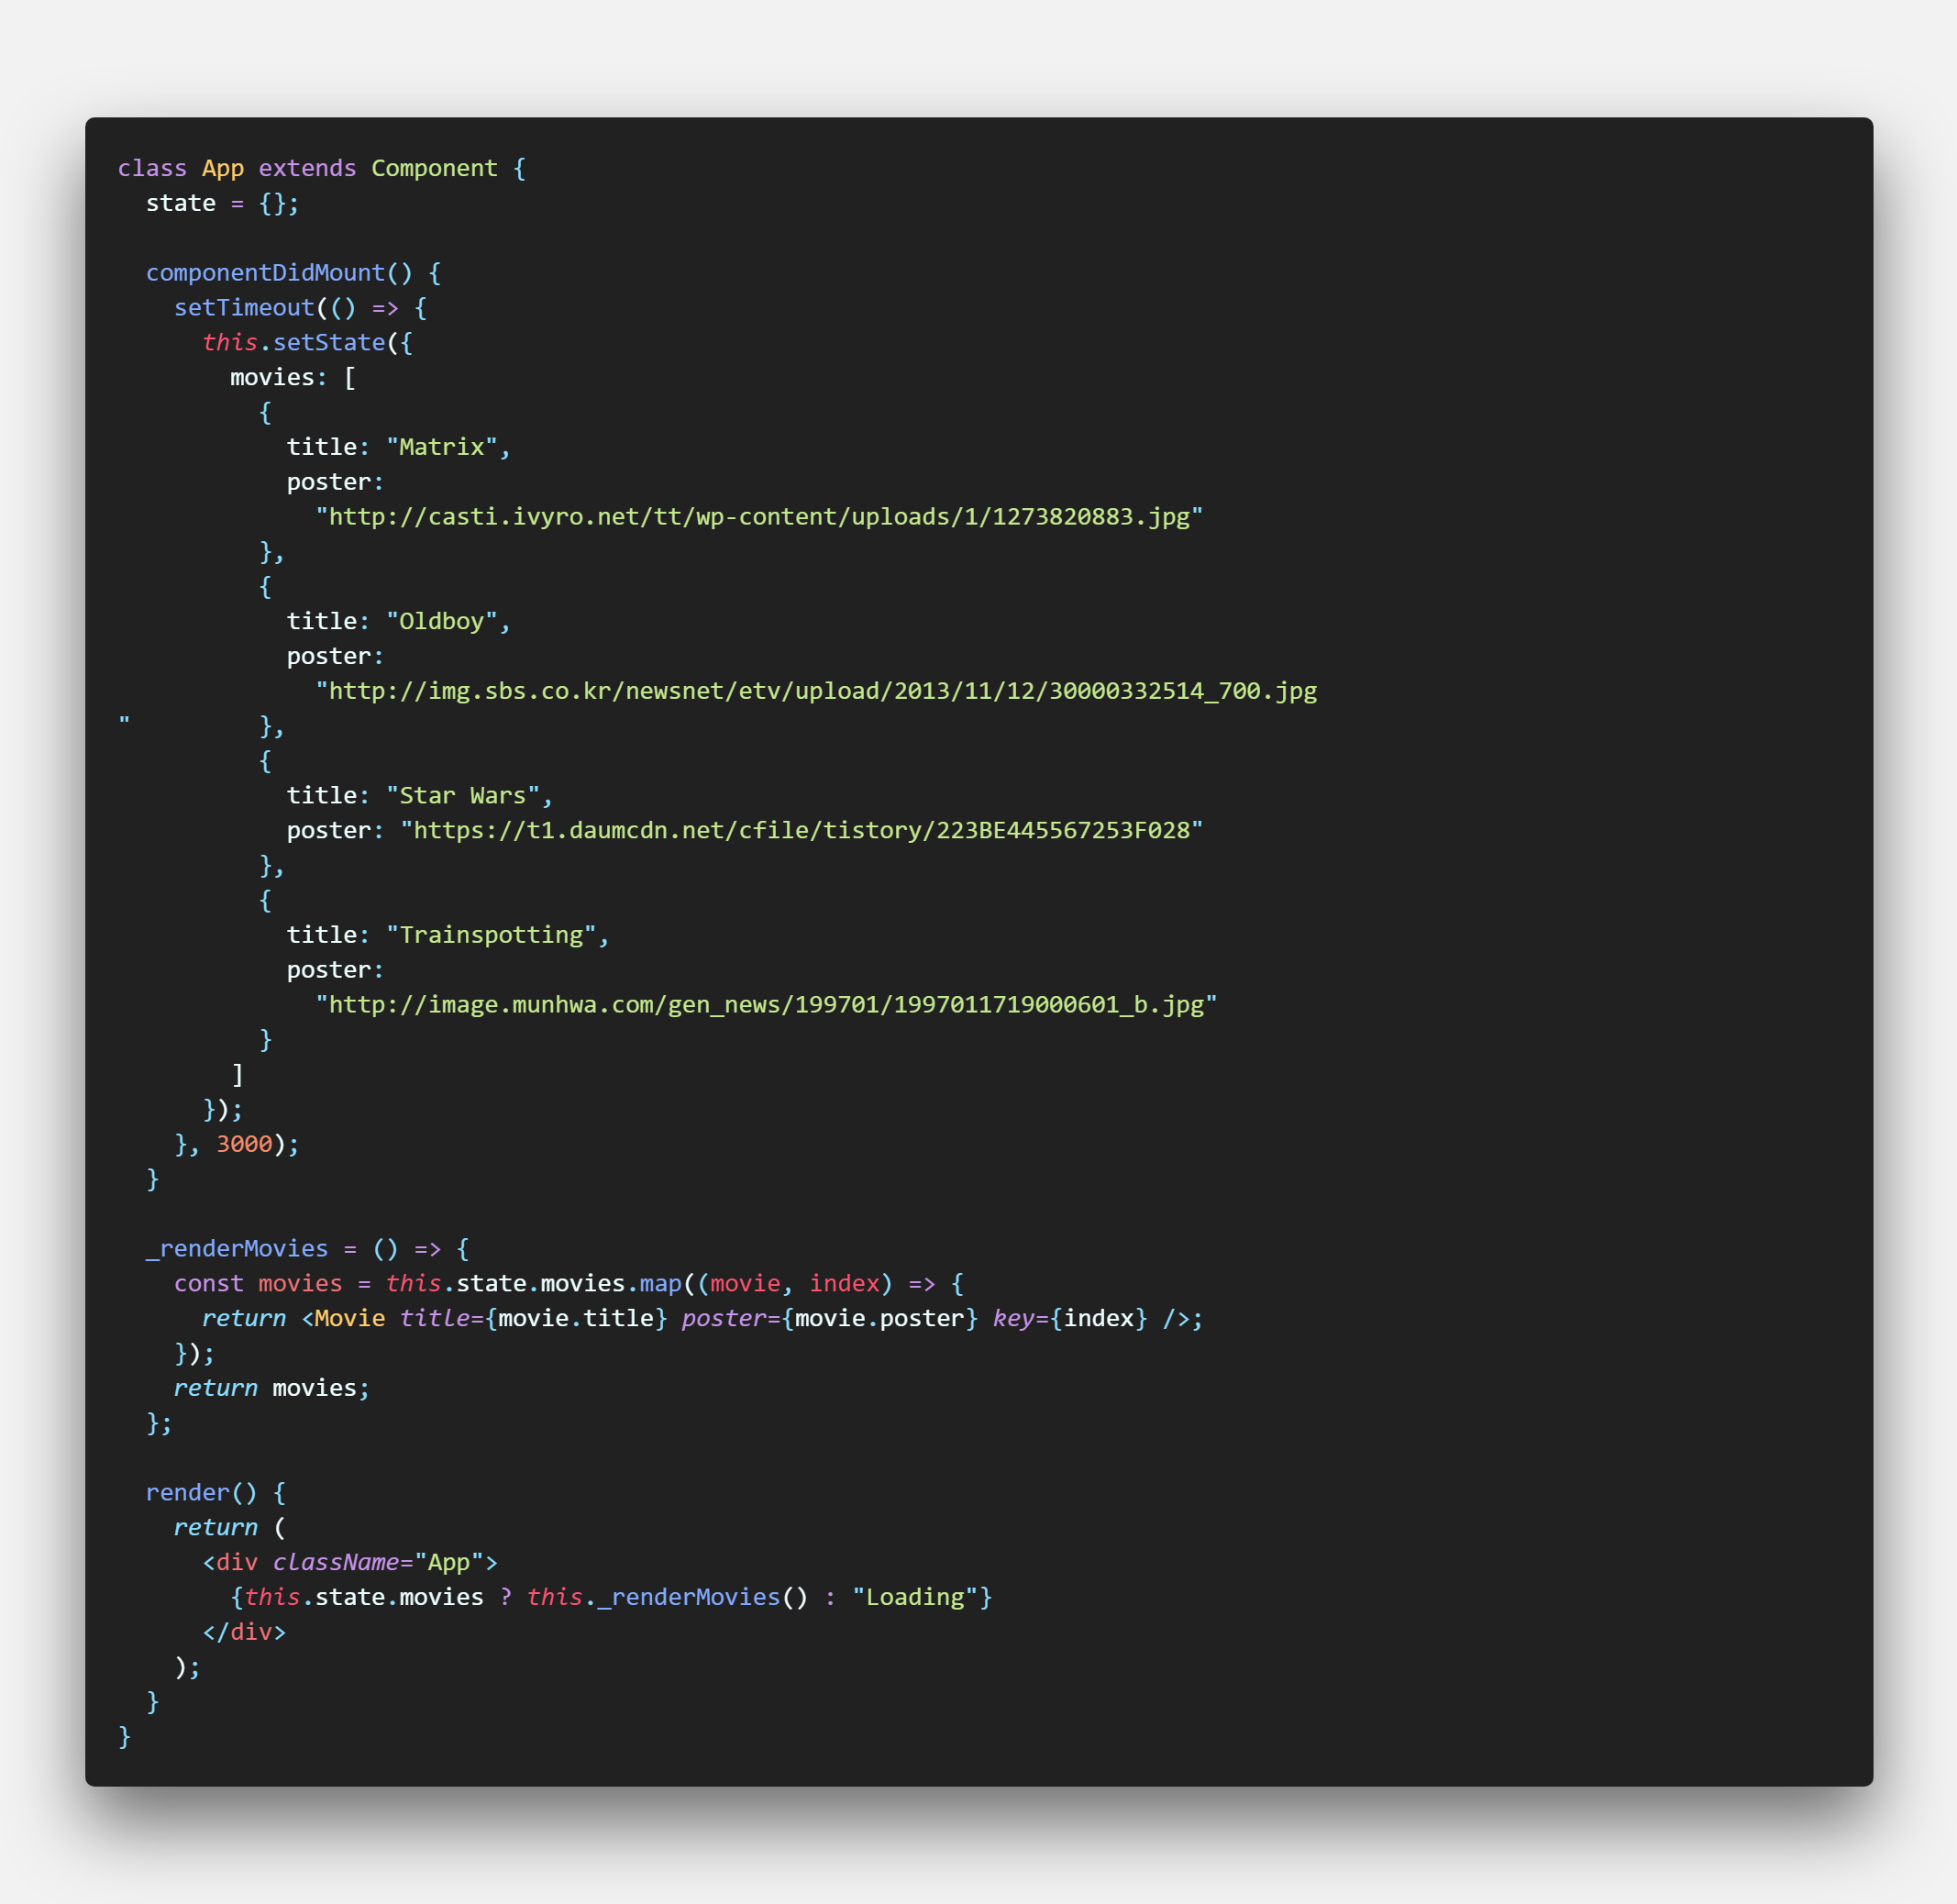 class App extends Component {
  state = {};

  componentDidMount() {
    setTimeout(() => {
      this.setState({
        movies: [
          {
            title: "Matrix",
            poster:
              "http://casti.ivyro.net/tt/wp-content/uploads/1/1273820883.jpg"
          },
          {
            title: "Oldboy",
            poster:
              "http://img.sbs.co.kr/newsnet/etv/upload/2013/11/12/30000332514_700.jpg
"         },
          {
            title: "Star Wars",
            poster: "https://t1.daumcdn.net/cfile/tistory/223BE445567253F028"
          },
          {
            title: "Trainspotting",
            poster:
              "http://image.munhwa.com/gen_news/199701/1997011719000601_b.jpg"
          }
        ]
      });
    }, 3000);
  }

  _renderMovies = () => {
    const movies = this.state.movies.map((movie, index) => {
      return <Movie title={movie.title} poster={movie.poster} key={index} />;
    });
    return movies;
  };

  render() {
    return (
      <div className="App">
        {this.state.movies ? this._renderMovies() : "Loading"}
      </div>
    );
  }
}